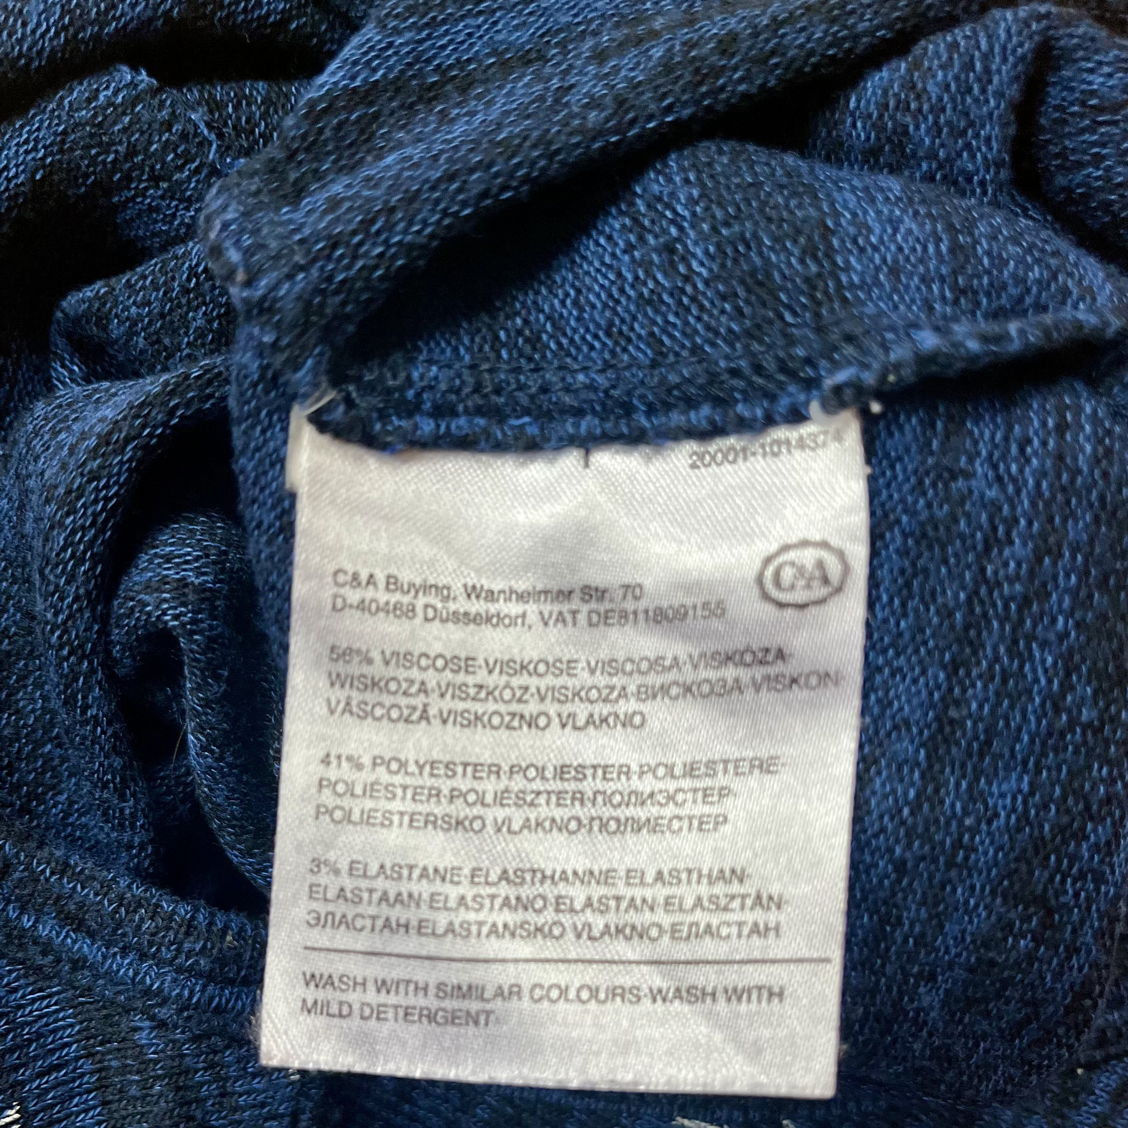 20001-1014374
C&A
C&A Buying, Wanheimer Str. 70
D-40468 Düsseldorf, VAT DE811809155
56% VISCOSE·VISKOSE·VISCOSA·VISKÓZA
WISKOZA·VISZKÓZ·VISKOZA·ВИСКОЗА·VISKON·
VÂSCOZĂ·VISKOZNO VLAKNO
41% POLYESTER·POLIESTER·POLIESTERE·
POLIÉSTER·POLIÉSZTER·ПОЛИЭСТЕР·
POLIESTERSKO VLAKNO·ПОЛИЕСТЕР
3% ELASTANE·ELASTHANNE·ELASTHAN·
ELASTAAN·ELASTANO·ELASTAN·ELASZTÁN·
ЭЛАСТАН·ELASTANSKO VLAKNO·ЕЛАСТАН
WASH WITH SIMILAR COLOURS·WASH WITH
MILD DETERGENT·